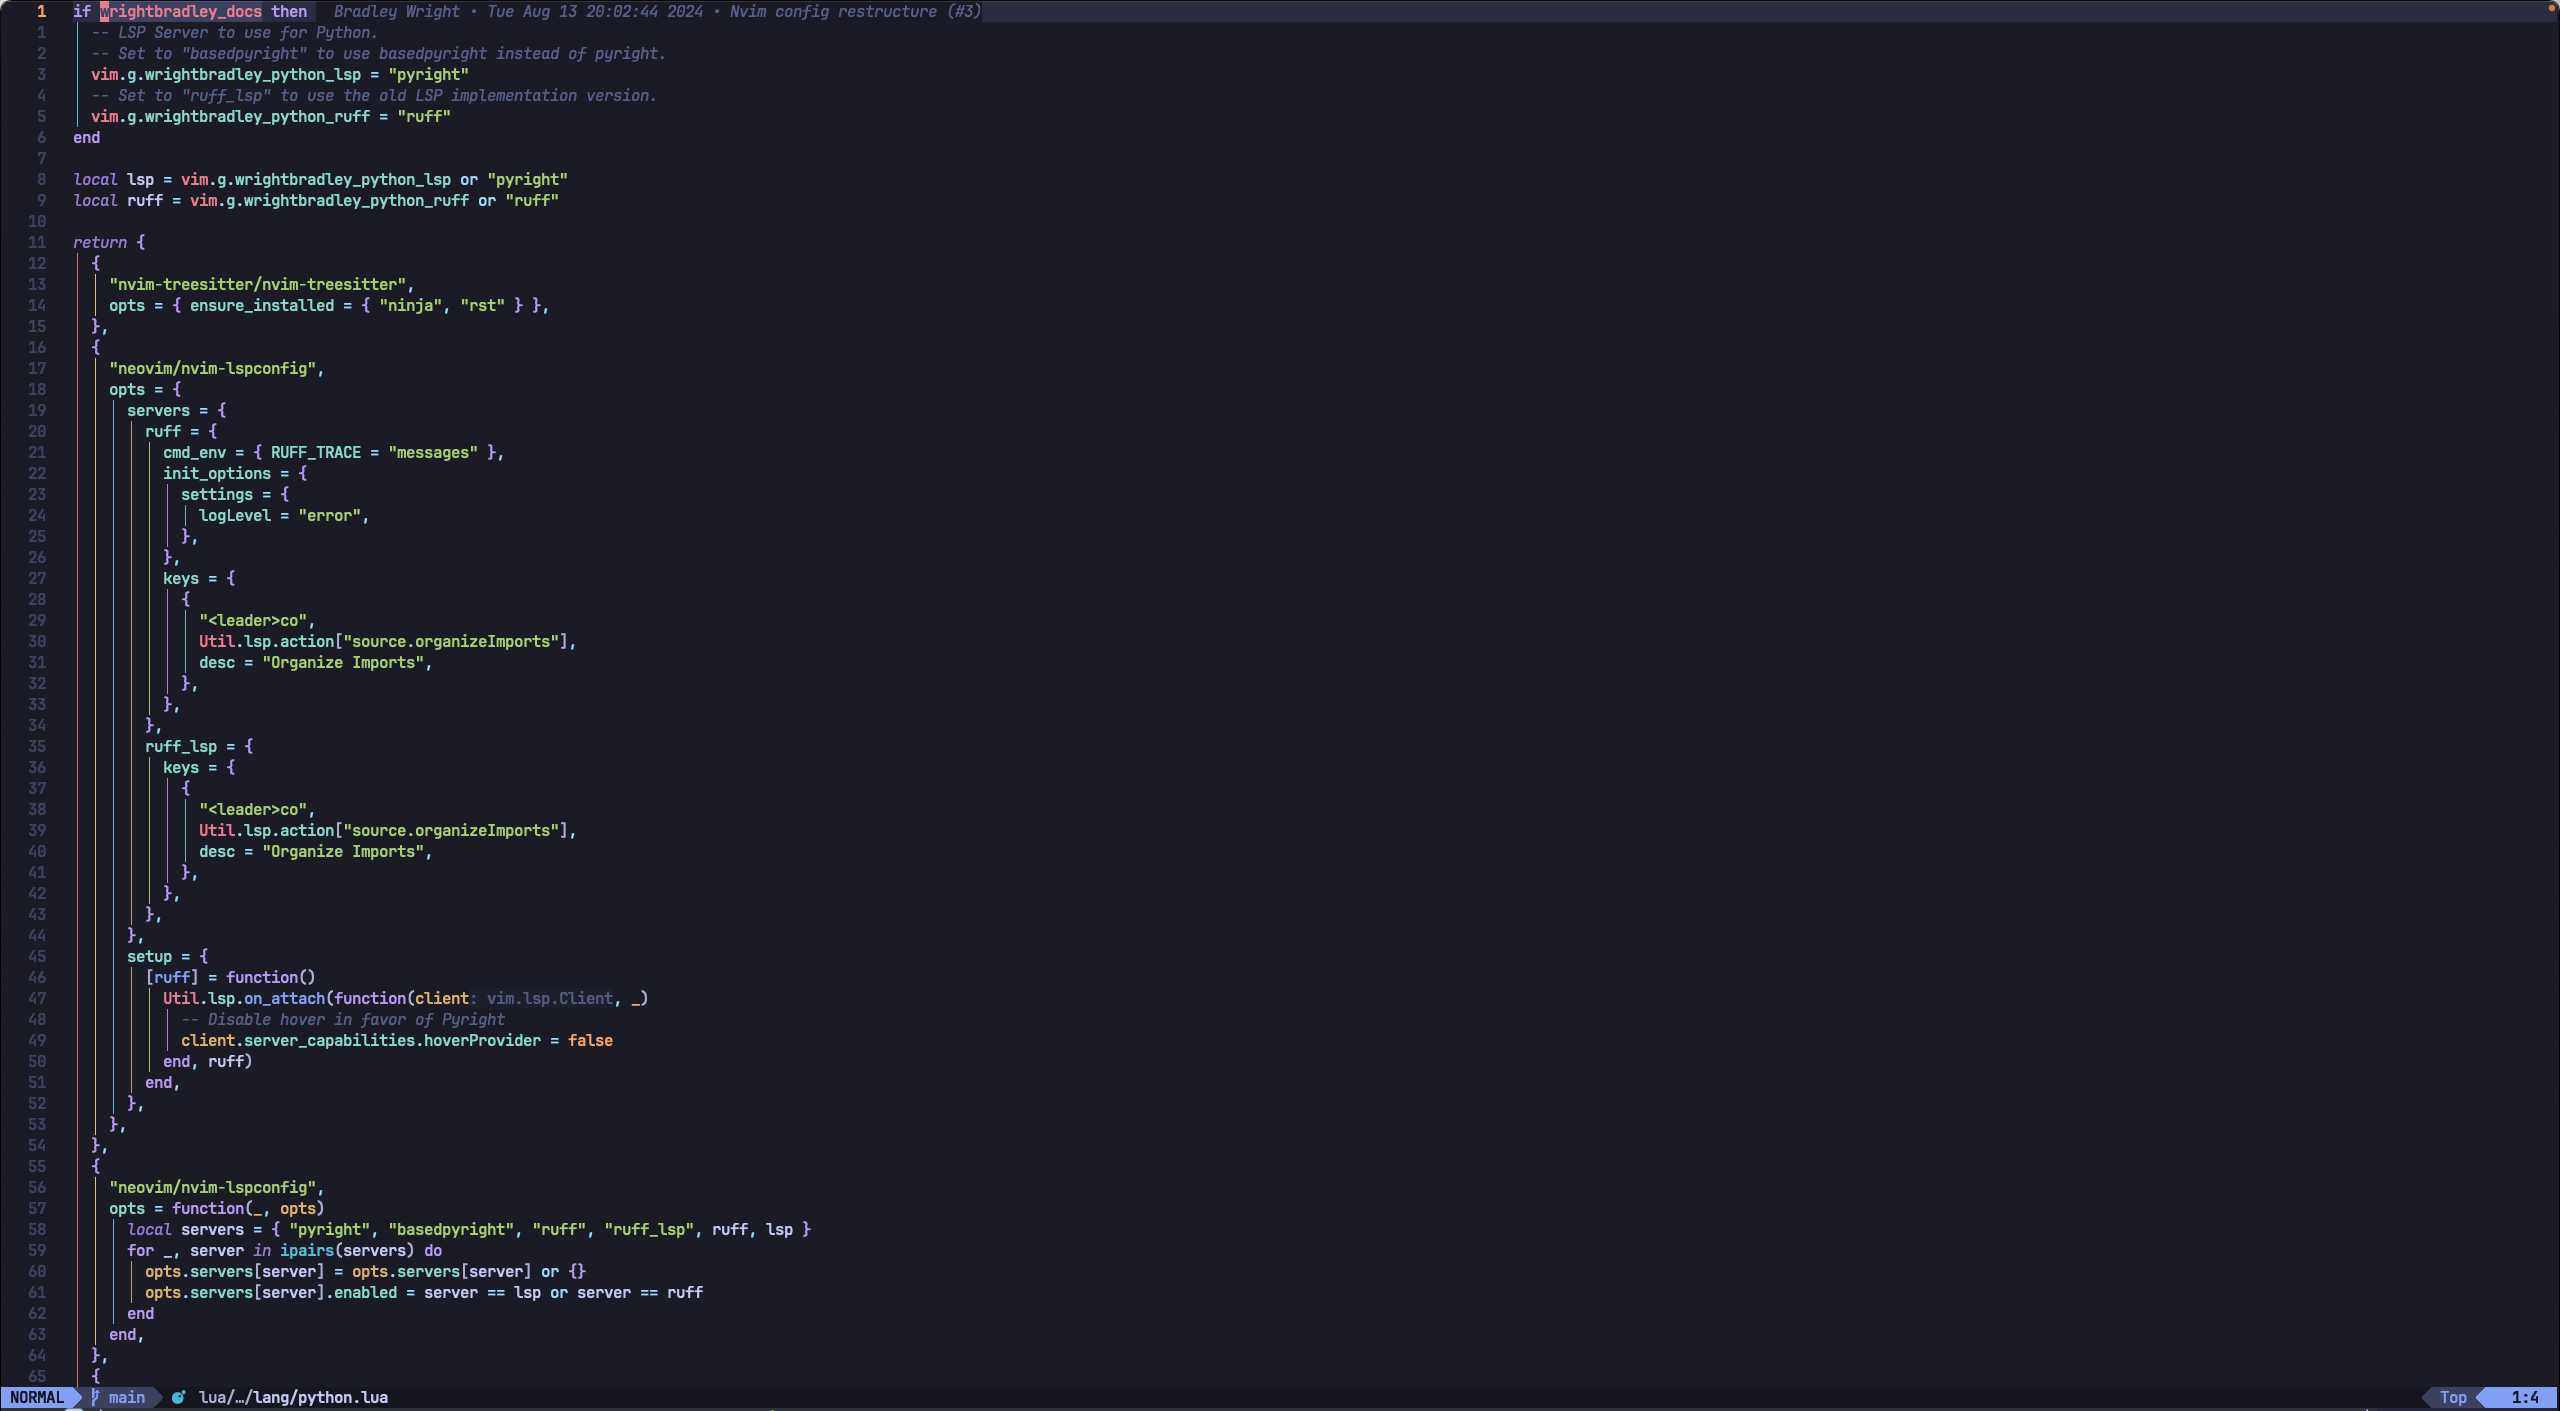 1 if wrightbradley_docs then Bradley Wright • Tue Aug 13 20:02:44 2024 • Nvim config restructure (#3)
1 -- LSP Server to use for Python.
2 -- Set to "basedpyright" to use basedpyright instead of pyright.
3 vim.g.wrightbradley_python_lsp = "pyright"
4 -- Set to "ruff_lsp" to use the old LSP implementation version.
5 vim.g.wrightbradley_python_ruff = "ruff"
6 end
7
8 local lsp = vim.g.wrightbradley_python_lsp or "pyright"
9 local ruff = vim.g.wrightbradley_python_ruff or "ruff"
10
11 return {
12 {
13 "nvim-treesitter/nvim-treesitter",
14 opts = { ensure_installed = { "ninja", "rst" } },
15 },
16 {
17 "neovim/nvim-lspconfig",
18 opts = {
19 servers = {
20 ruff = {
21 cmd_env = { RUFF_TRACE = "messages" },
22 init_options = {
23 settings = {
24 logLevel = "error",
25 },
26 },
27 keys = {
28 {
29 "<leader>co",
30 Util.lsp.action["source.organizeImports"],
31 desc = "Organize Imports",
32 },
33 },
34 },
35 ruff_lsp = {
36 keys = {
37 {
38 "<leader>co",
39 Util.lsp.action["source.organizeImports"],
40 desc = "Organize Imports",
41 },
42 },
43 },
44 },
45 setup = {
46 [ruff] = function()
47 Util.lsp.on_attach(function(client: vim.lsp.Client, _)
48 -- Disable hover in favor of Pyright
49 client.server_capabilities.hoverProvider = false
50 end, ruff)
51 end,
52 },
53 },
54 },
55 {
56 "neovim/nvim-lspconfig",
57 opts = function(_, opts)
58 local servers = { "pyright", "basedpyright", "ruff", "ruff_lsp", ruff, lsp }
59 for _, server in ipairs(servers) do
60 opts.servers[server] = opts.servers[server] or {}
61 opts.servers[server].enabled = server == lsp or server == ruff
62 end
63 end,
64 },
65 {
NORMAL main lua/…/lang/python.lua Top 1:4